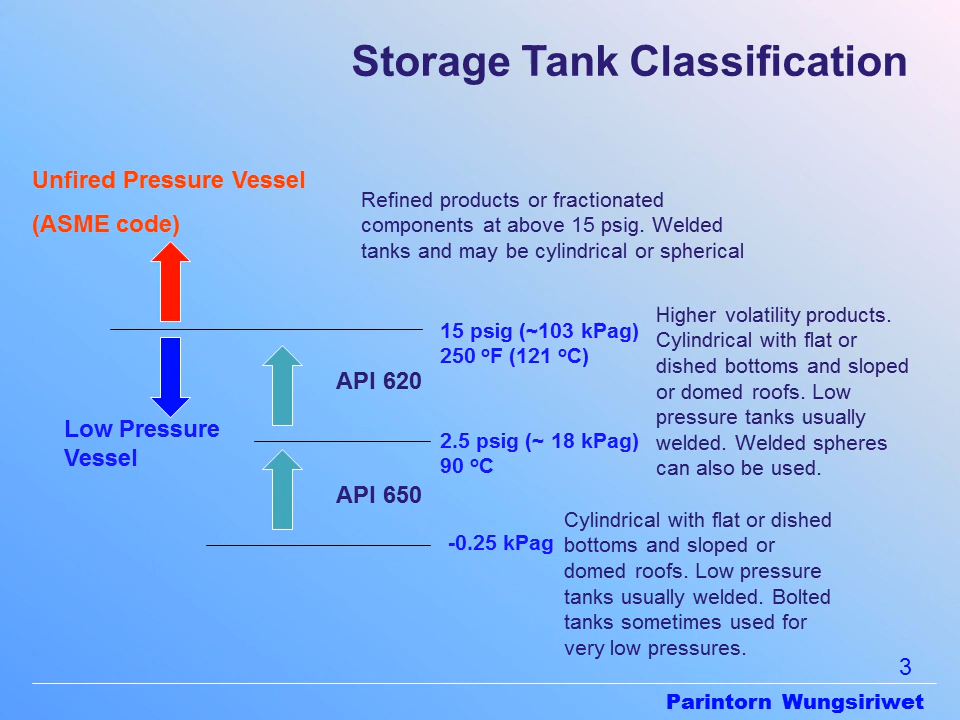 Storage Tank Classification
Unfired Pressure Vessel
(ASME code)
Refined products or fractionated
components at above 15 psig. Welded
tanks and may be cylindrical or spherical
15 psig (~103 kPag)
250 °F (121 °C)
Higher volatility products.
Cylindrical with flat or
dished bottoms and sloped
or domed roofs. Low
pressure tanks usually
welded. Welded spheres
can also be used.
API 620
Low Pressure
Vessel
2.5 psig (~ 18 kPag)
90 °C
API 650
-0.25 kPag
Cylindrical with flat or dished
bottoms and sloped or
domed roofs. Low pressure
tanks usually welded. Bolted
tanks sometimes used for
very low pressures.
3
Parintorn Wungsiriwet